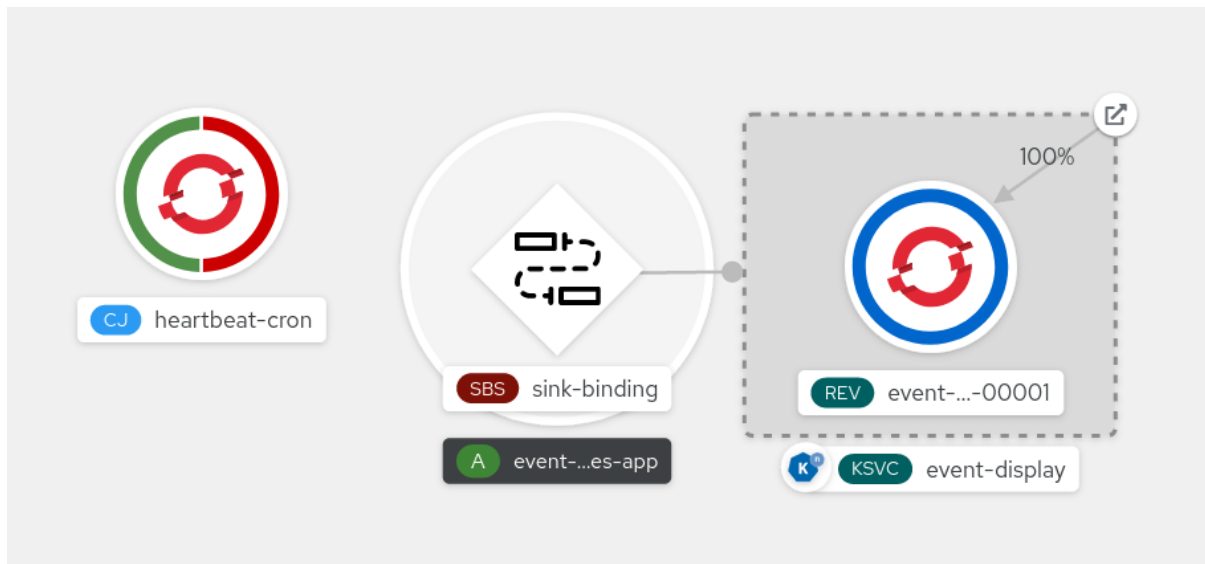 100%
CJ heartbeat-cron
SBS sink-binding
REV event-...-00001
A event-...es-app
K n KSVC event-display